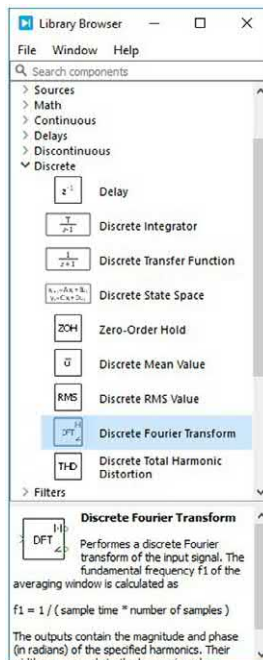 Library Browser
File Window Help
Search components
Sources
Math
Continuous
Delays
Discontinuous
Discrete
z⁻¹ Delay
Discrete Integrator
Discrete Transfer Function
Discrete State Space
ZOH Zero-Order Hold
ū Discrete Mean Value
RMS Discrete RMS Value
DFT Discrete Fourier Transform
THD Discrete Total Harmonic
Distortion
Filters
Discrete Fourier Transform
DFT
Performes a discrete Fourier
transform of the input signal. The
fundamental frequency f1 of the
averaging window is calculated as
f1 = 1 / ( sample time * number of samples )
The outputs contain the magnitude and phase
(in radians) of the specified harmonics. Their